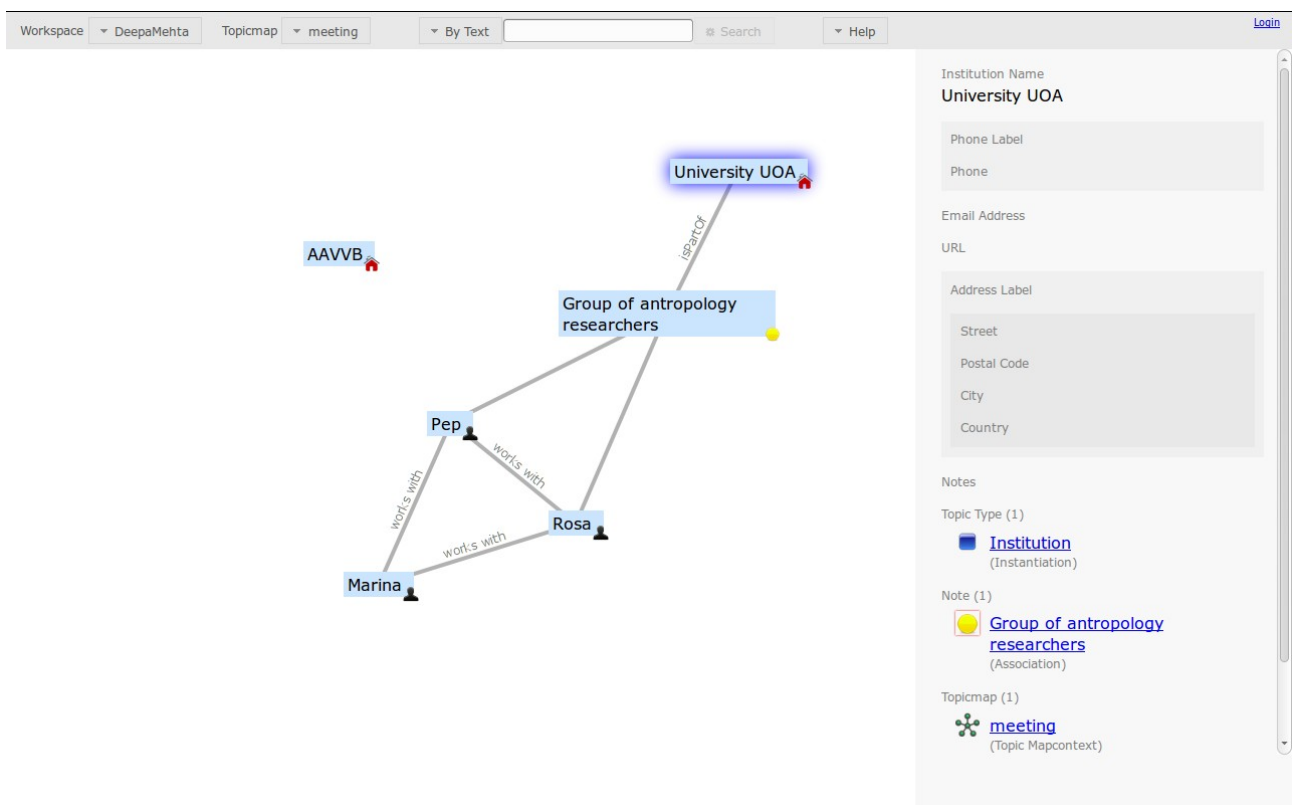 Workspace DeepaMehta Topicmap meeting By Text Search Help Login
University UOA
isPartOf
AAVVB
Group of antropology
researchers
Pep
works with
works with
Rosa
works with
Marina
Institution Name
University UOA
Phone Label
Phone
Email Address
URL
Address Label
Street
Postal Code
City
Country
Notes
Topic Type (1)
Institution
(Instantiation)
Note (1)
Group of antropology
researchers
(Association)
Topicmap (1)
meeting
(Topic Mapcontext)